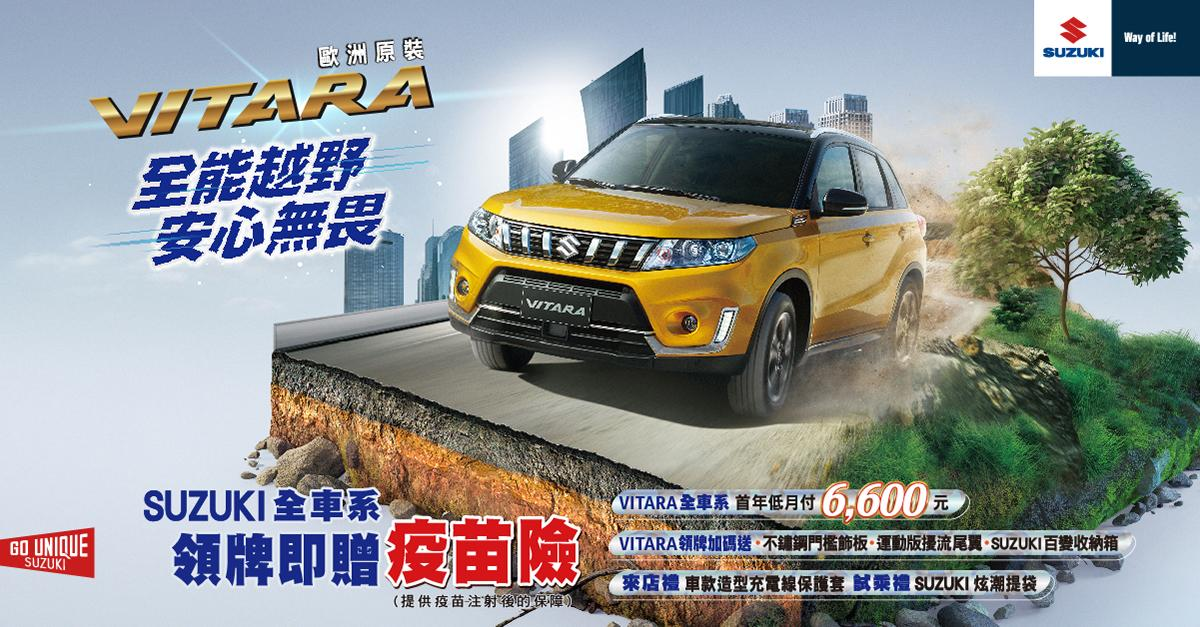 歐洲原裝
VITARA
全能越野
安心無畏
SUZUKI
Way of Life!
VITARA
SUZUKI 全車系
領牌即贈疫苗險
(提供疫苗注射後的保障)
VITARA全車系 首年低月付 6,600 元
VITARA領牌加碼送・不鏽鋼門檻飾板・運動版擾流尾翼・SUZUKI百變收納箱
來店禮 車款造型充電線保護套 試乘禮 SUZUKI 炫潮提袋
GO UNIQUE
SUZUKI